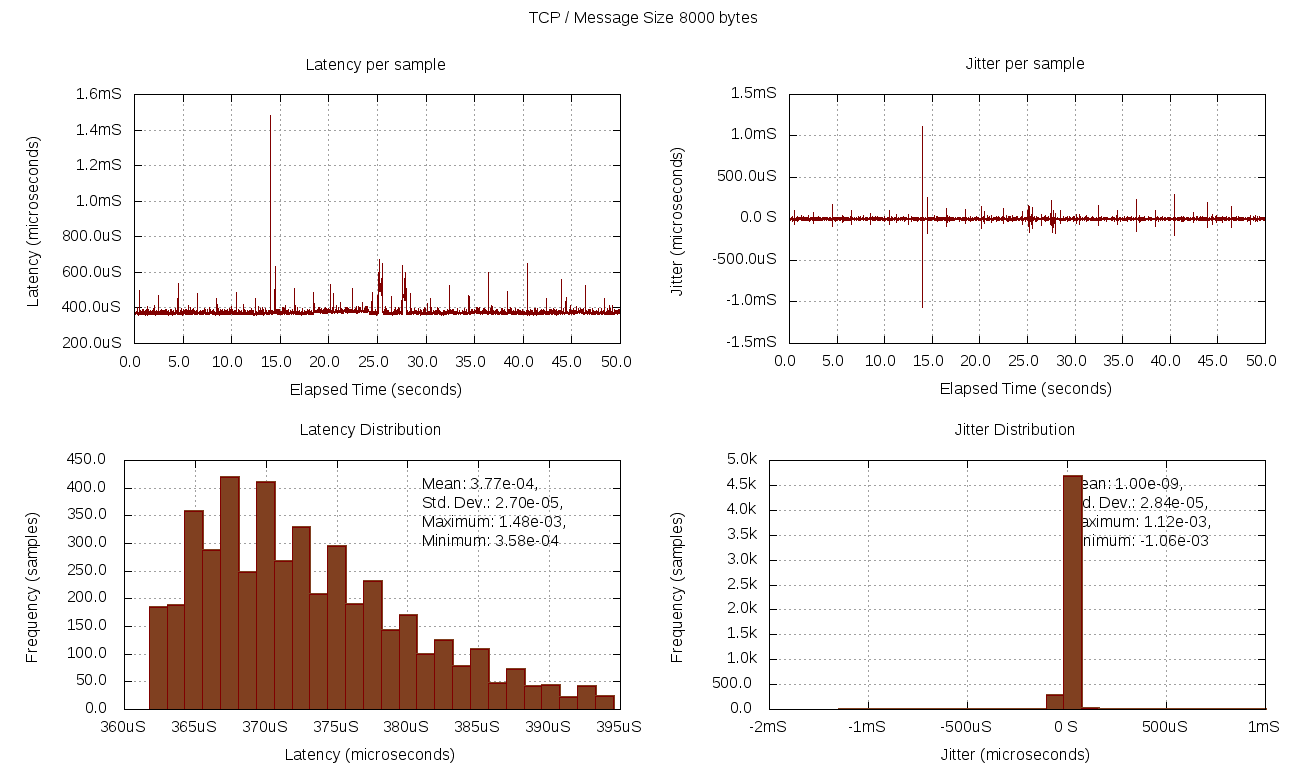 TCP / Message Size 8000 bytes
Latency per sample
1.6mS
1.4mS
1.2mS
1.0mS
800.0uS
600.0uS
400.0uS
200.0uS
Latency (microseconds)
0.0 5.0 10.0 15.0 20.0 25.0 30.0 35.0 40.0 45.0 50.0
Elapsed Time (seconds)
Jitter per sample
1.5mS
1.0mS
500.0uS
0.0 S
-500.0uS
-1.0mS
-1.5mS
Jitter (microseconds)
0.0 5.0 10.0 15.0 20.0 25.0 30.0 35.0 40.0 45.0 50.0
Elapsed Time (seconds)
Latency Distribution
450.0
400.0
350.0
300.0
250.0
200.0
150.0
100.0
50.0
0.0
Frequency (samples)
Mean: 3.77e-04,
Std. Dev.: 2.70e-05,
Maximum: 1.48e-03,
Minimum: 3.58e-04
360uS 365uS 370uS 375uS 380uS 385uS 390uS 395uS
Latency (microseconds)
Jitter Distribution
5.0k
4.5k
4.0k
3.5k
3.0k
2.5k
2.0k
1.5k
1.0k
500.0
0.0
Frequency (samples)
ean: 1.00e-09,
d. Dev.: 2.84e-05,
aximum: 1.12e-03,
nimum: -1.06e-03
-2mS -1mS -500uS 0 S 500uS 1mS
Jitter (microseconds)